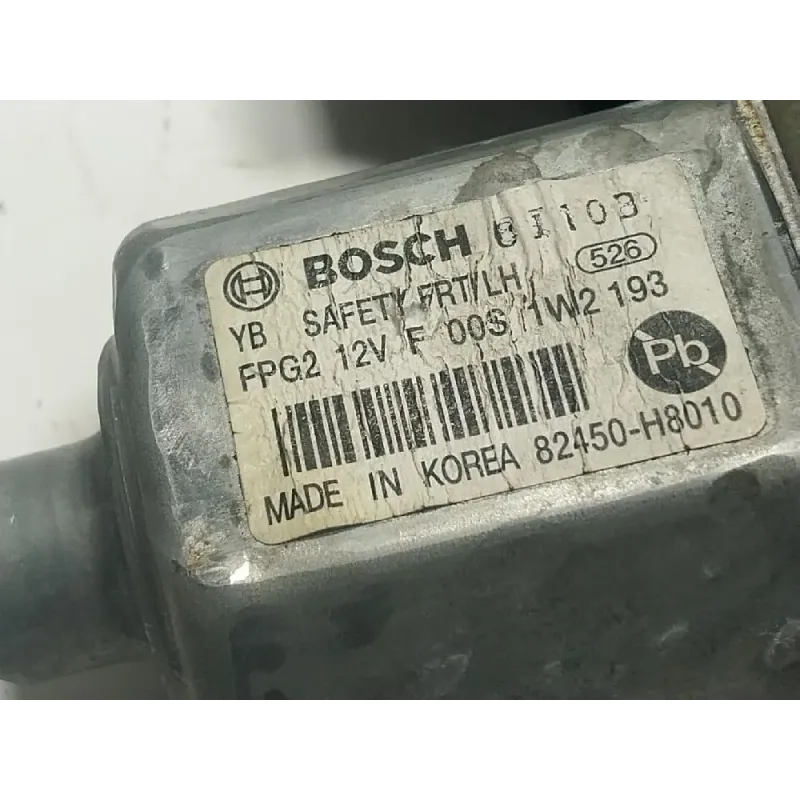 BOSCH
526
YB SAFETY FRT/LH
FPG2 12V F 00S 1W2 193
Pb
MADE IN KOREA 82450-H8010